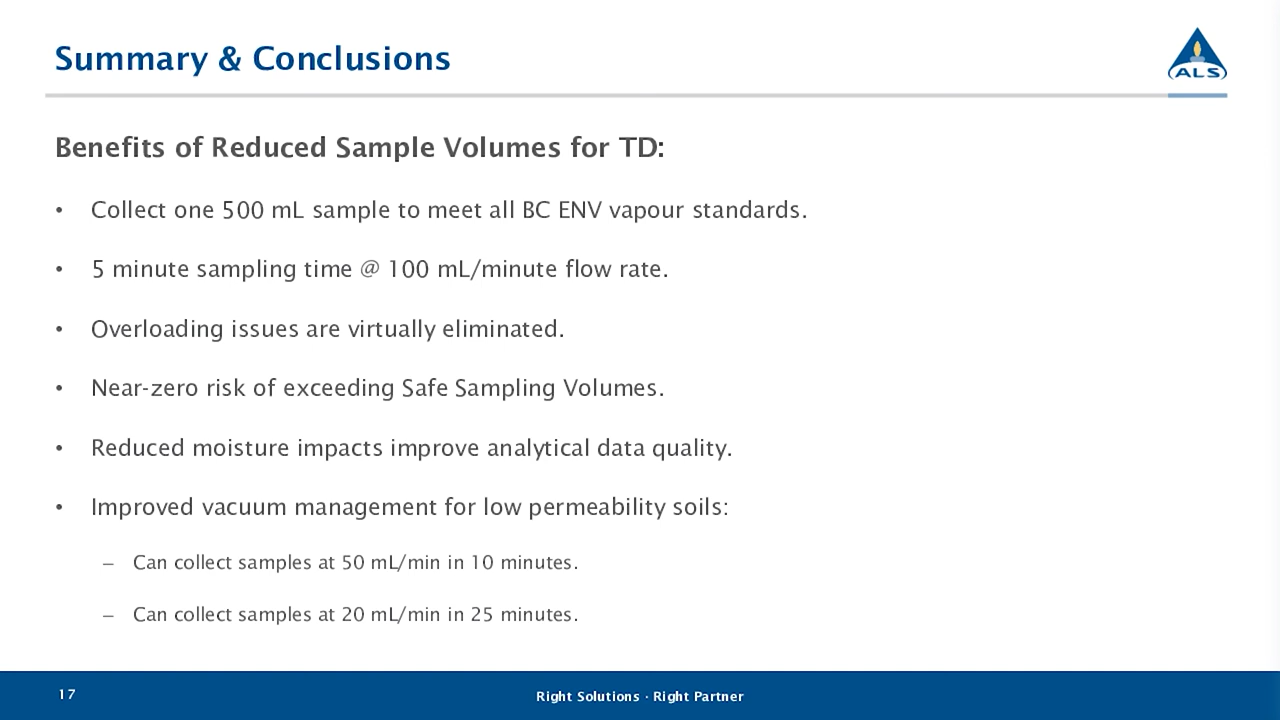 Summary & Conclusions
ALS
Benefits of Reduced Sample Volumes for TD:
• Collect one 500 mL sample to meet all BC ENV vapour standards.
• 5 minute sampling time @ 100 mL/minute flow rate.
• Overloading issues are virtually eliminated.
• Near-zero risk of exceeding Safe Sampling Volumes.
• Reduced moisture impacts improve analytical data quality.
• Improved vacuum management for low permeability soils:
– Can collect samples at 50 mL/min in 10 minutes.
– Can collect samples at 20 mL/min in 25 minutes.
17
Right Solutions · Right Partner